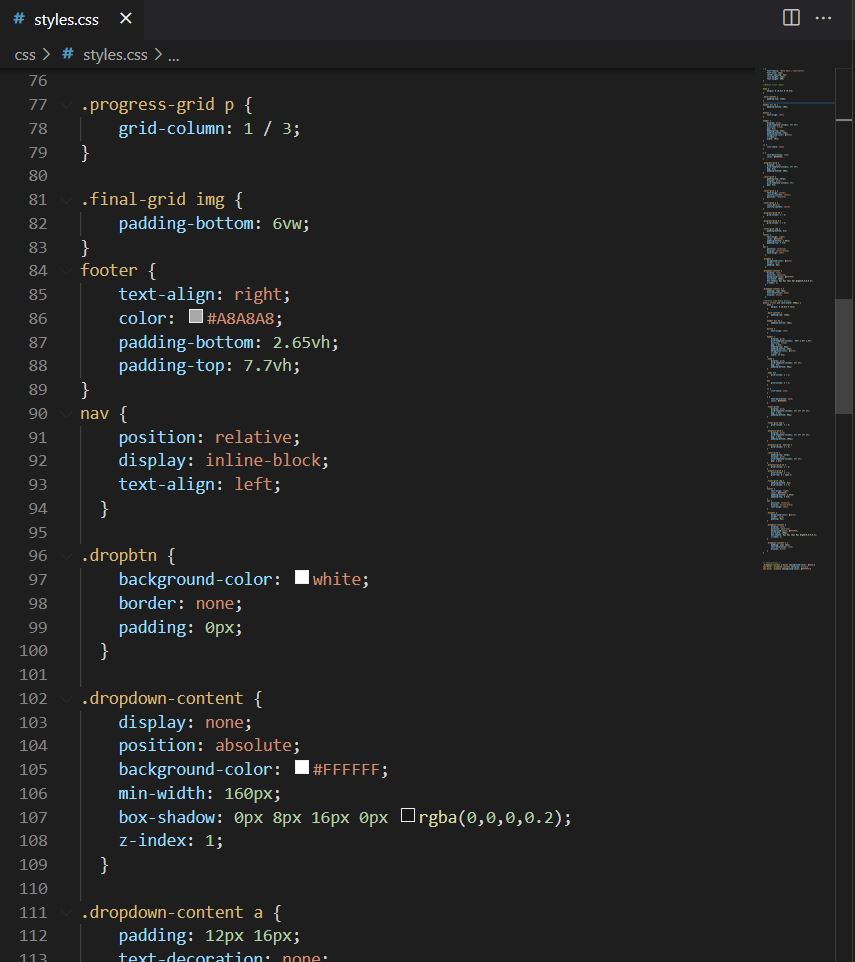 # styles.css ×
css > # styles.css > ...
76
77 .progress-grid p {
78 grid-column: 1 / 3;
79 }
80
81 .final-grid img {
82 padding-bottom: 6vw;
83 }
84 footer {
85 text-align: right;
86 color: #A8A8A8;
87 padding-bottom: 2.65vh;
88 padding-top: 7.7vh;
89 }
90 nav {
91 position: relative;
92 display: inline-block;
93 text-align: left;
94 }
95
96 .dropbtn {
97 background-color: white;
98 border: none;
99 padding: 0px;
100 }
101
102 .dropdown-content {
103 display: none;
104 position: absolute;
105 background-color: #FFFFFF;
106 min-width: 160px;
107 box-shadow: 0px 8px 16px 0px rgba(0,0,0,0.2);
108 z-index: 1;
109 }
110
111 .dropdown-content a {
112 padding: 12px 16px;
113 text-decoration: none;